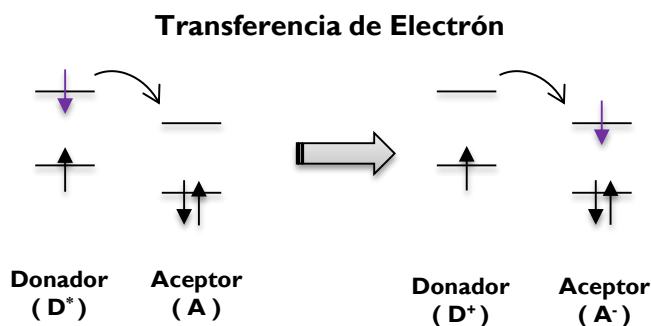 Transferencia de Electrón
Donador Aceptor
( D* ) ( A )
Donador Aceptor
( D⁺ ) ( A⁻ )